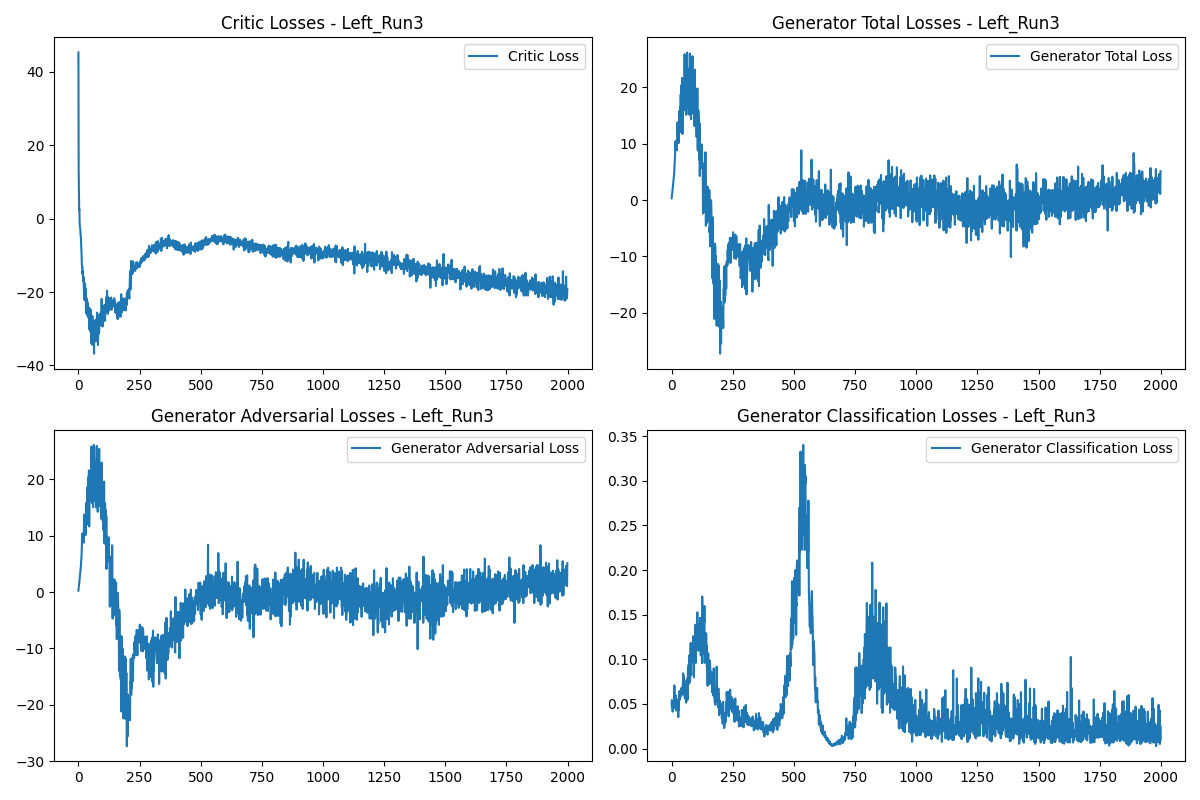 Critic Losses - Left_Run3
Critic Loss
40
20
0
−20
−40
0 250 500 750 1000 1250 1500 1750 2000
Generator Total Losses - Left_Run3
Generator Total Loss
20
10
0
−10
−20
0 250 500 750 1000 1250 1500 1750 2000
Generator Adversarial Losses - Left_Run3
Generator Adversarial Loss
20
10
0
−10
−20
−30
0 250 500 750 1000 1250 1500 1750 2000
Generator Classification Losses - Left_Run3
Generator Classification Loss
0.35
0.30
0.25
0.20
0.15
0.10
0.05
0.00
0 250 500 750 1000 1250 1500 1750 2000